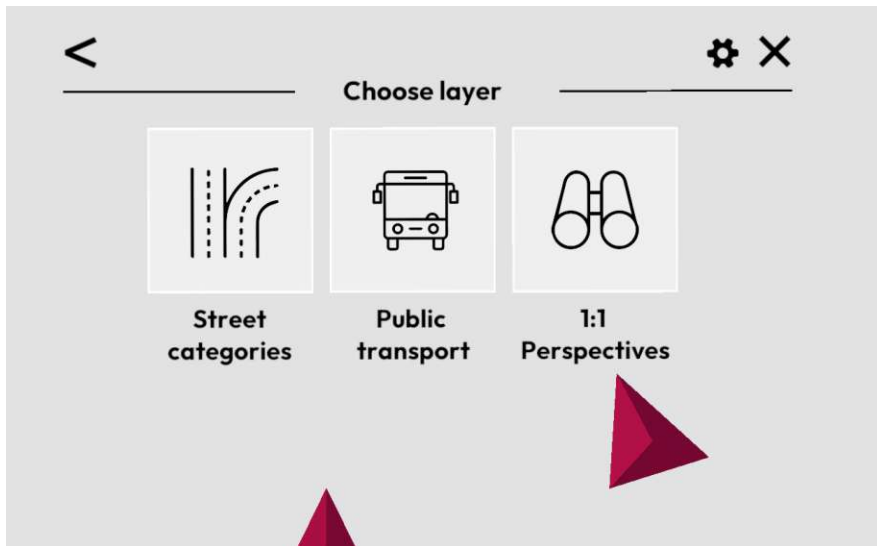 Choose layer
Street
categories
Public
transport
1:1
Perspectives